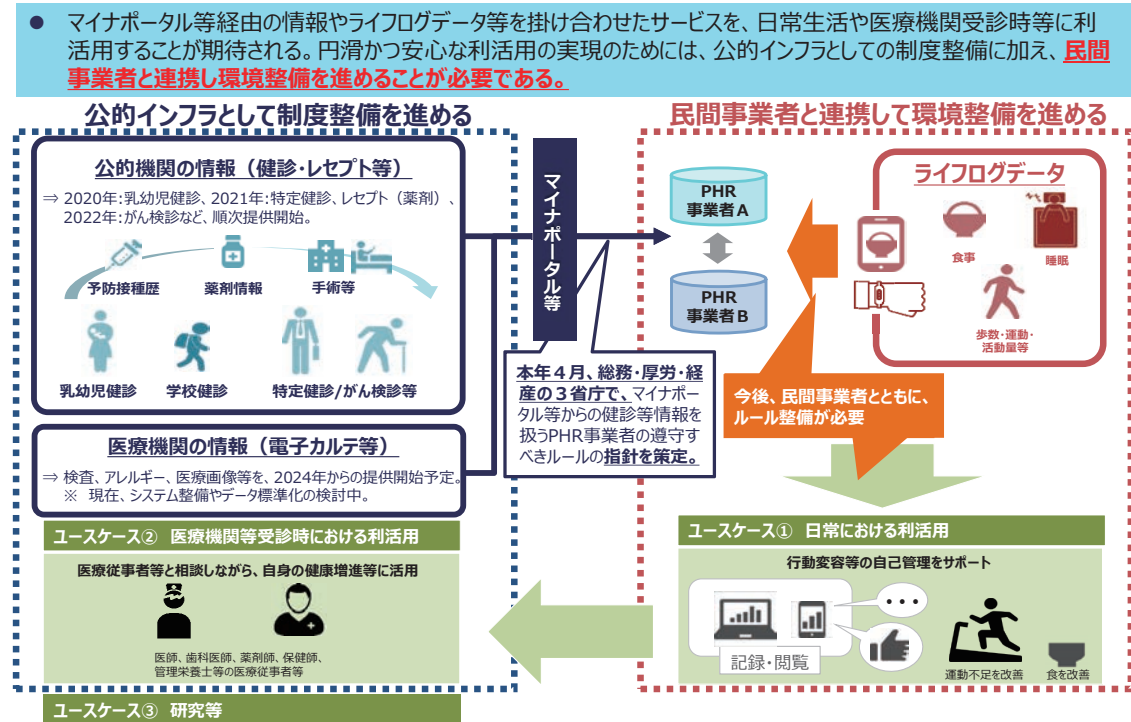 ● マイナポータル等経由の情報やライフログデータ等を掛け合わせたサービスを、日常生活や医療機関受診時等に利
活用することが期待される。円滑かつ安心な利活用の実現のためには、公的インフラとしての制度整備に加え、民間
事業者と連携し環境整備を進めることが必要である。
公的インフラとして制度整備を進める
公的機関の情報（健診・レセプト等）
⇒ 2020年:乳幼児健診、2021年:特定健診、レセプト（薬剤）、
2022年:がん検診など、順次提供開始。
予防接種歴
薬剤情報
手術等
乳幼児健診
学校健診
特定健診/がん検診等
医療機関の情報（電子カルテ等）
⇒ 検査、アレルギー、医療画像等を、2024年からの提供開始予定。
※ 現在、システム整備やデータ標準化の検討中。
マイナポータル等
本年４月、総務・厚労・経
産の３省庁で、マイナポー
タル等からの健診等情報を
扱うPHR事業者の遵守す
べきルールの指針を策定。
民間事業者と連携して環境整備を進める
PHR
事業者A
PHR
事業者B
ライフログデータ
食事
睡眠
歩数・運動・
活動量等
今後、民間事業者とともに、
ルール整備が必要
ユースケース① 日常における利活用
行動変容等の自己管理をサポート
記録・閲覧
運動不足を改善
食を改善
ユースケース② 医療機関等受診時における利活用
医療従事者等と相談しながら、自身の健康増進等に活用
医師、歯科医師、薬剤師、保健師、
管理栄養士等の医療従事者等
ユースケース③ 研究等